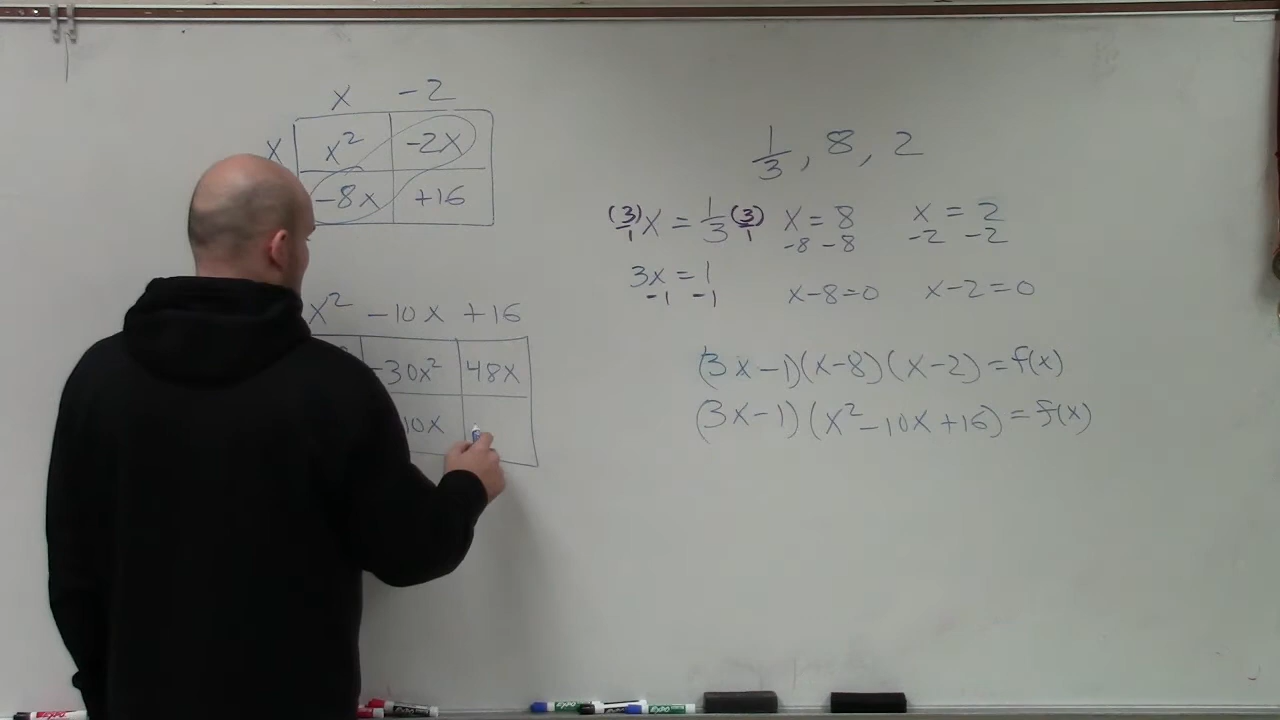 x -2
x x² -2x
-8x +16
x² -10x +16
-30x² 48x
10x
1/3, 8, 2
(3)/1 x = 1/3 (3)/1
3x = 1
-1 -1
x = 8
-8 -8
x-8=0
x = 2
-2 -2
x-2=0
(3x-1)(x-8)(x-2)=f(x)
(3x-1)(x²-10x+16)=f(x)